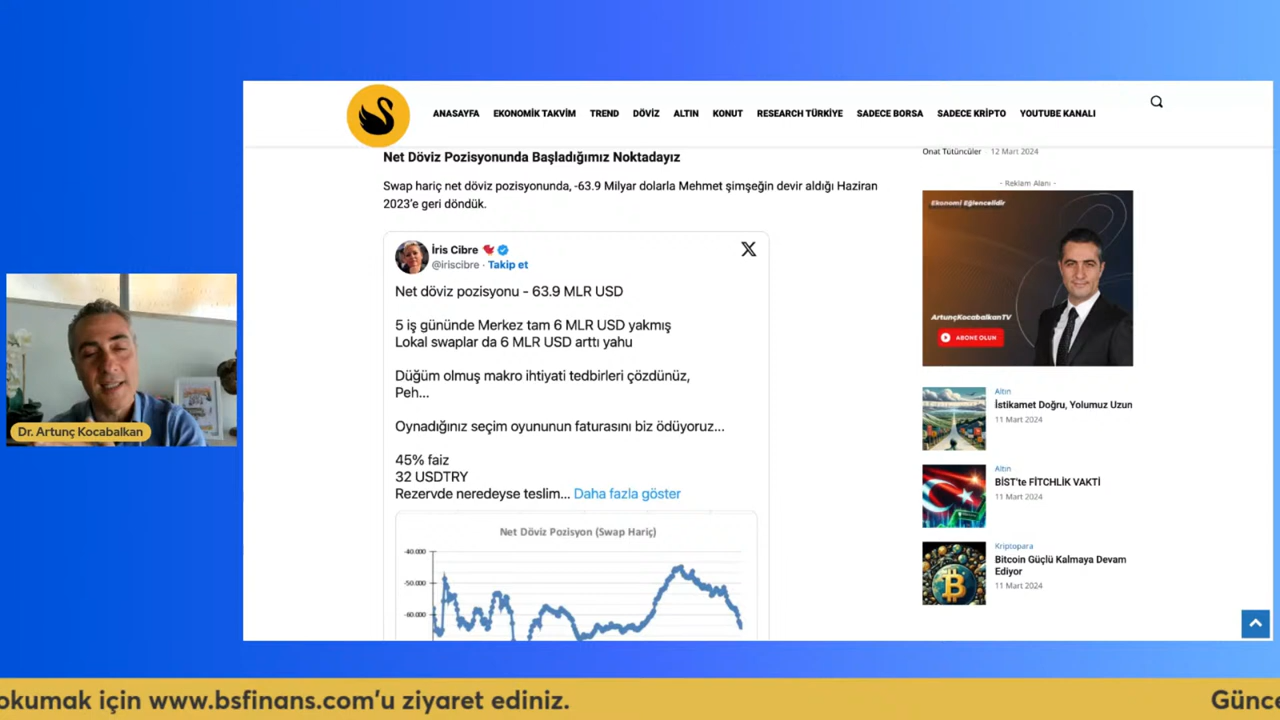 ANASAYFA EKONOMİK TAKVİM TREND DÖVİZ ALTIN KONUT RESEARCH TÜRKİYE SADECE BORSA SADECE KRİPTO YOUTUBE KANALI
Net Döviz Pozisyonunda Başladığımız Noktadayız
Swap hariç net döviz pozisyonunda, -63.9 Milyar dolarla Mehmet şimşeğin devir aldığı Haziran
2023'e geri döndük.
İris Cibre
@iriscibre · Takip et
Net döviz pozisyonu - 63.9 MLR USD
5 iş gününde Merkez tam 6 MLR USD yakmış
Lokal swaplar da 6 MLR USD arttı yahu
Düğüm olmuş makro ihtiyati tedbirleri çözdünüz,
Peh...
Oynadığınız seçim oyununun faturasını biz ödüyoruz...
45% faiz
32 USDTRY
Rezervde neredeyse teslim... Daha fazla göster
Net Döviz Pozisyon (Swap Hariç)
-40.000
-50.000
-60.000
Onat Tütüncüler - 12 Mart 2024
- Reklam Alanı -
Ekonomi Eğlencelidir
ArtunçKocabalkanTV
ABONE OLUN
Altın
İstikamet Doğru, Yolumuz Uzun
11 Mart 2024
Altın
BİST'te FITCHLİK VAKTİ
11 Mart 2024
Kriptopara
Bitcoin Güçlü Kalmaya Devam
Ediyor
11 Mart 2024
Dr. Artunç Kocabalkan
okumak için www.bsfinans.com'u ziyaret ediniz. Günce